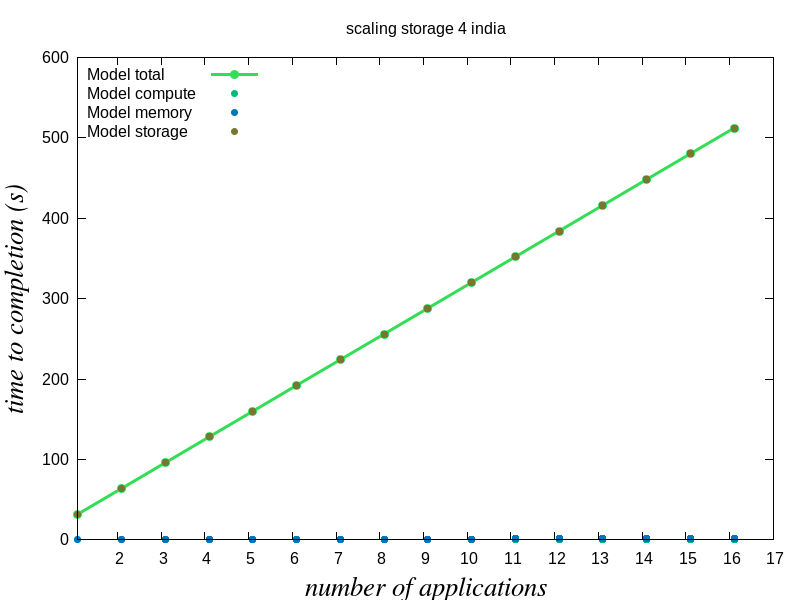 scaling storage 4 india
600
500
400
300
200
100
0
Model total
Model compute
Model memory
Model storage
time to completion (s)
2 3 4 5 6 7 8 9 10 11 12 13 14 15 16 17
number of applications